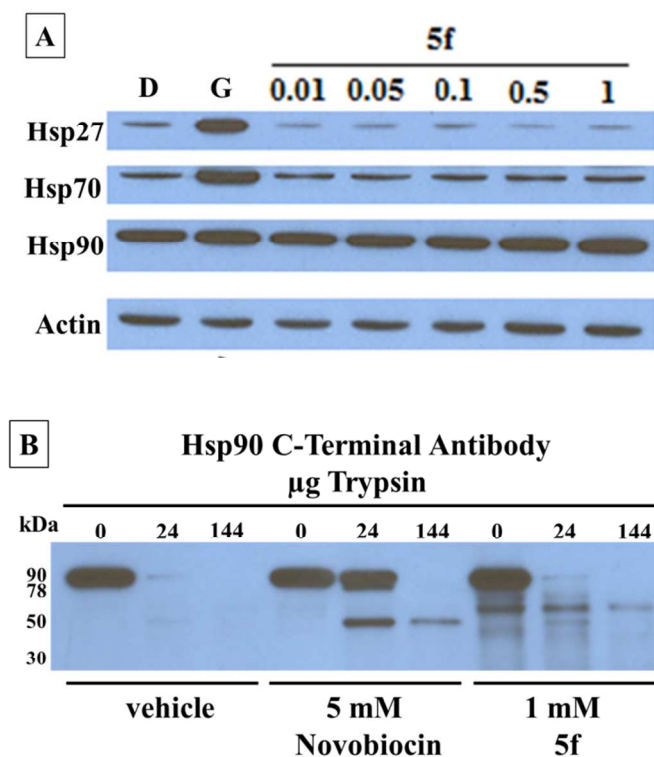 A
5f
D G 0.01 0.05 0.1 0.5 1
Hsp27
Hsp70
Hsp90
Actin
B
Hsp90 C-Terminal Antibody
µg Trypsin
kDa 0 24 144 0 24 144 0 24 144
90
78
50
30
vehicle 5 mM 1 mM
Novobiocin 5f